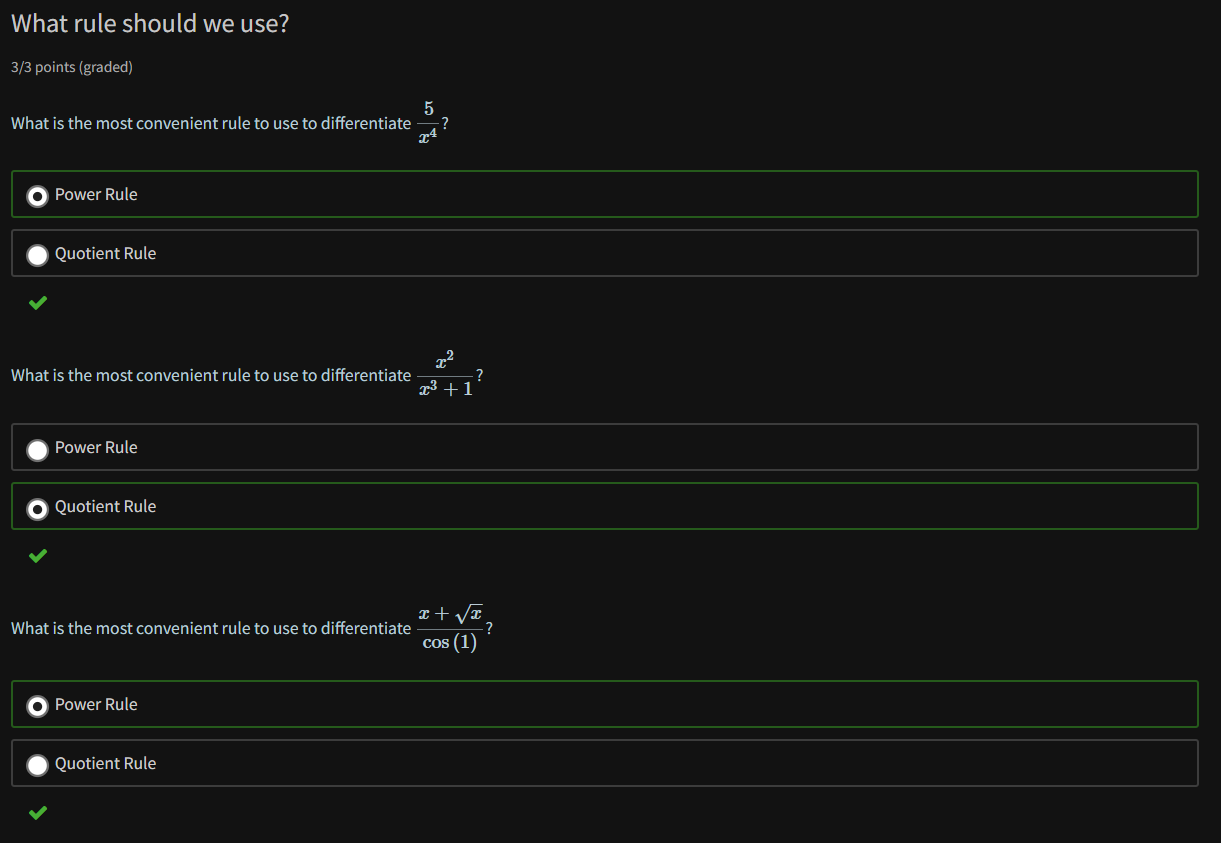 What rule should we use?
3/3 points (graded)
What is the most convenient rule to use to differentiate 5/x⁴?
Power Rule
Quotient Rule
What is the most convenient rule to use to differentiate x²/(x³ + 1)?
Power Rule
Quotient Rule
What is the most convenient rule to use to differentiate (x + √x)/cos (1)?
Power Rule
Quotient Rule